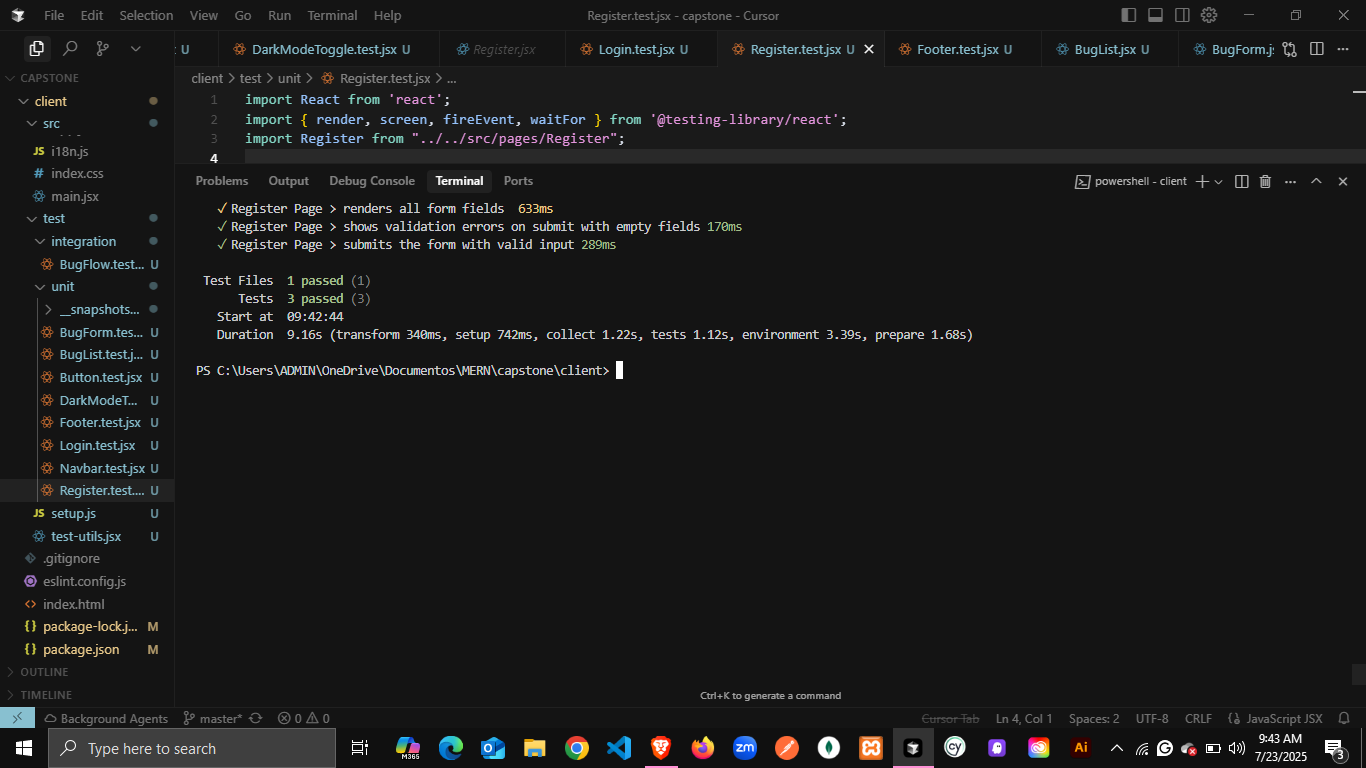 File Edit Selection View Go Run Terminal Help
Register.test.jsx - capstone - Cursor
U DarkModeToggle.test.jsx U Register.jsx Login.test.jsx U Register.test.jsx U Footer.test.jsx U BugList.jsx U BugForm.js
CAPSTONE
client
src
JS i18n.js
# index.css
main.jsx
test
integration
BugFlow.test... U
unit
__snapshots...
BugForm.tes... U
BugList.test.j... U
Button.test.jsx U
DarkModeT... U
Footer.test.jsx U
Login.test.jsx U
Navbar.test.jsx U
Register.test.... U
JS setup.js U
test-utils.jsx U
.gitignore
eslint.config.js
<> index.html
{} package-lock.j... M
{} package.json M
OUTLINE
TIMELINE
client > test > unit > Register.test.jsx > ...
1 import React from 'react';
2 import { render, screen, fireEvent, waitFor } from '@testing-library/react';
3 import Register from "../../src/pages/Register";
4
Problems Output Debug Console Terminal Ports
powershell - client
✓ Register Page > renders all form fields 633ms
✓ Register Page > shows validation errors on submit with empty fields 170ms
✓ Register Page > submits the form with valid input 289ms
Test Files 1 passed (1)
Tests 3 passed (3)
Start at 09:42:44
Duration 9.16s (transform 340ms, setup 742ms, collect 1.22s, tests 1.12s, environment 3.39s, prepare 1.68s)
PS C:\Users\ADMIN\OneDrive\Documentos\MERN\capstone\client>
Ctrl+K to generate a command
Background Agents master* 0 0
Cursor Tab Ln 4, Col 1 Spaces: 2 UTF-8 CRLF {} JavaScript JSX
Type here to search
M365
zm
cy
Ai
9:43 AM
7/23/2025
3